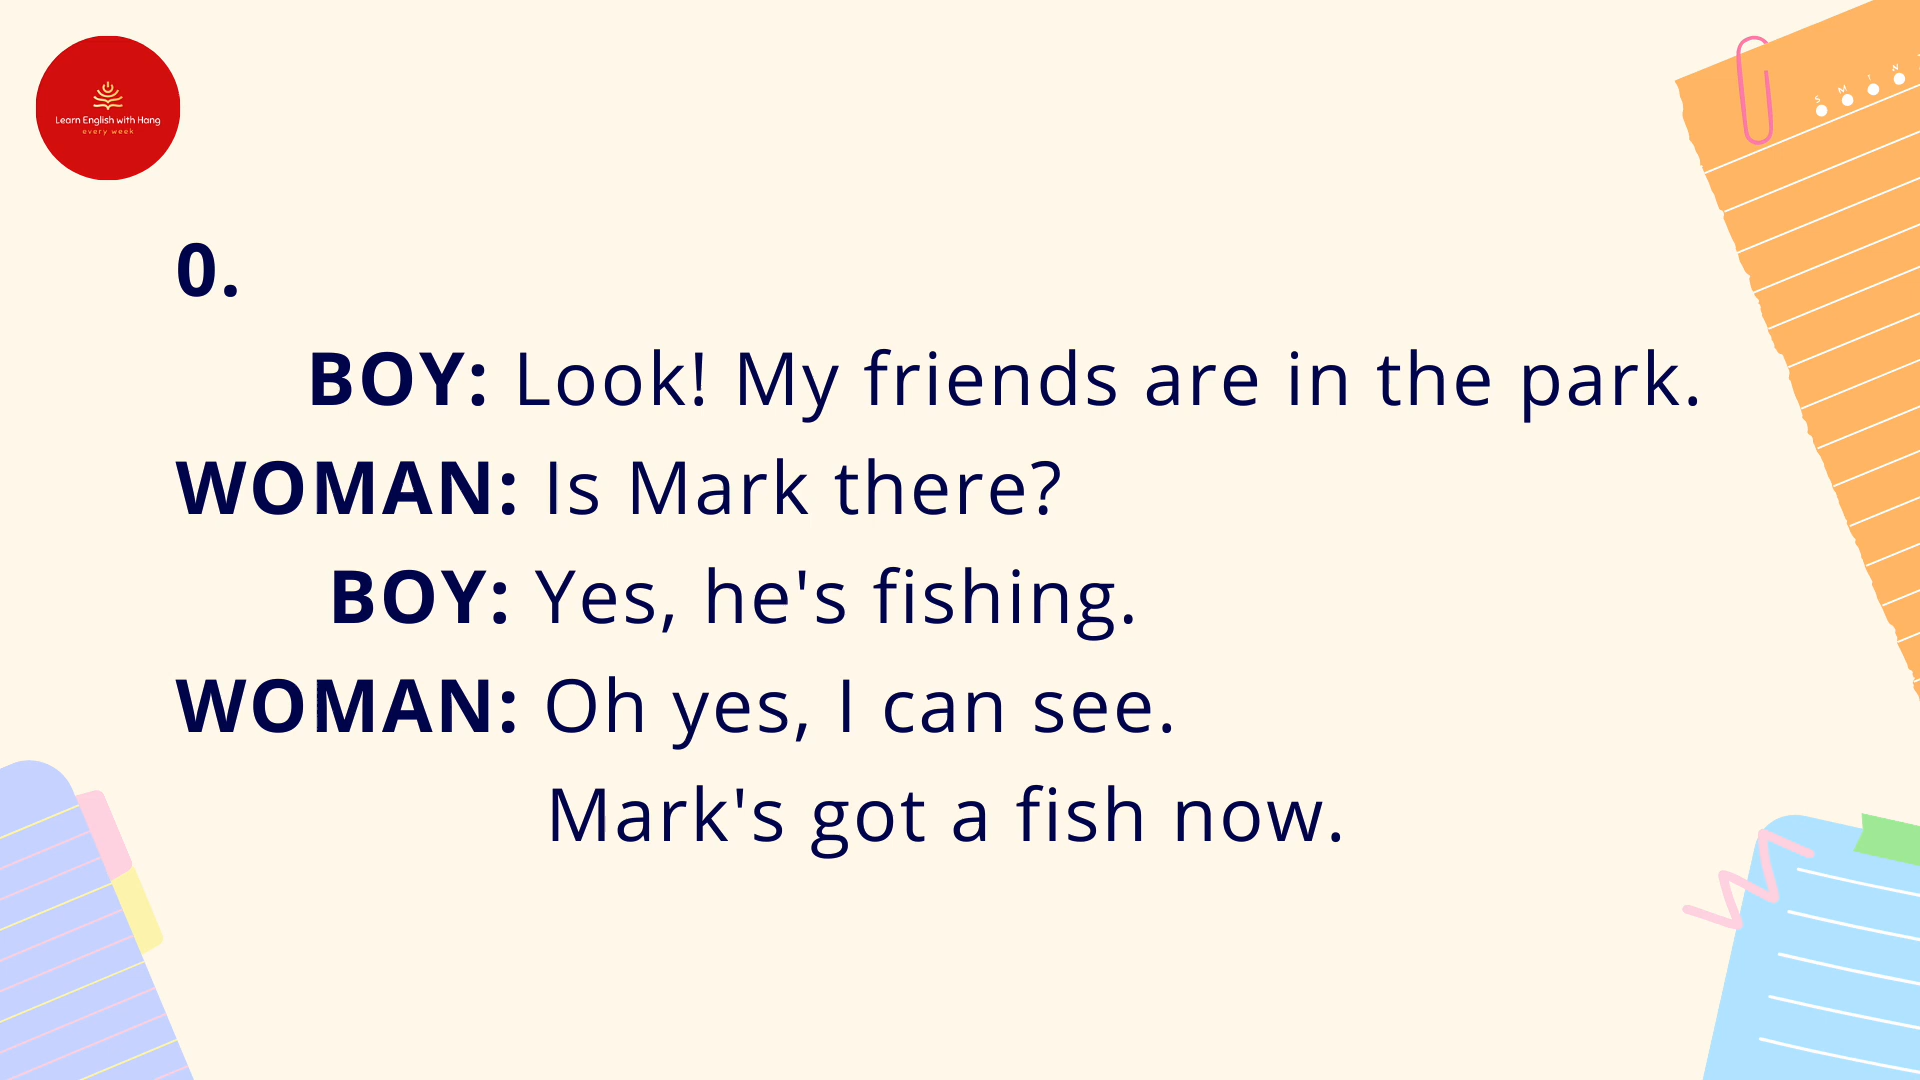 Learn English with Hang
every week
S M T N
0.
BOY: Look! My friends are in the park.
WOMAN: Is Mark there?
BOY: Yes, he's fishing.
WOMAN: Oh yes, I can see.
Mark's got a fish now.